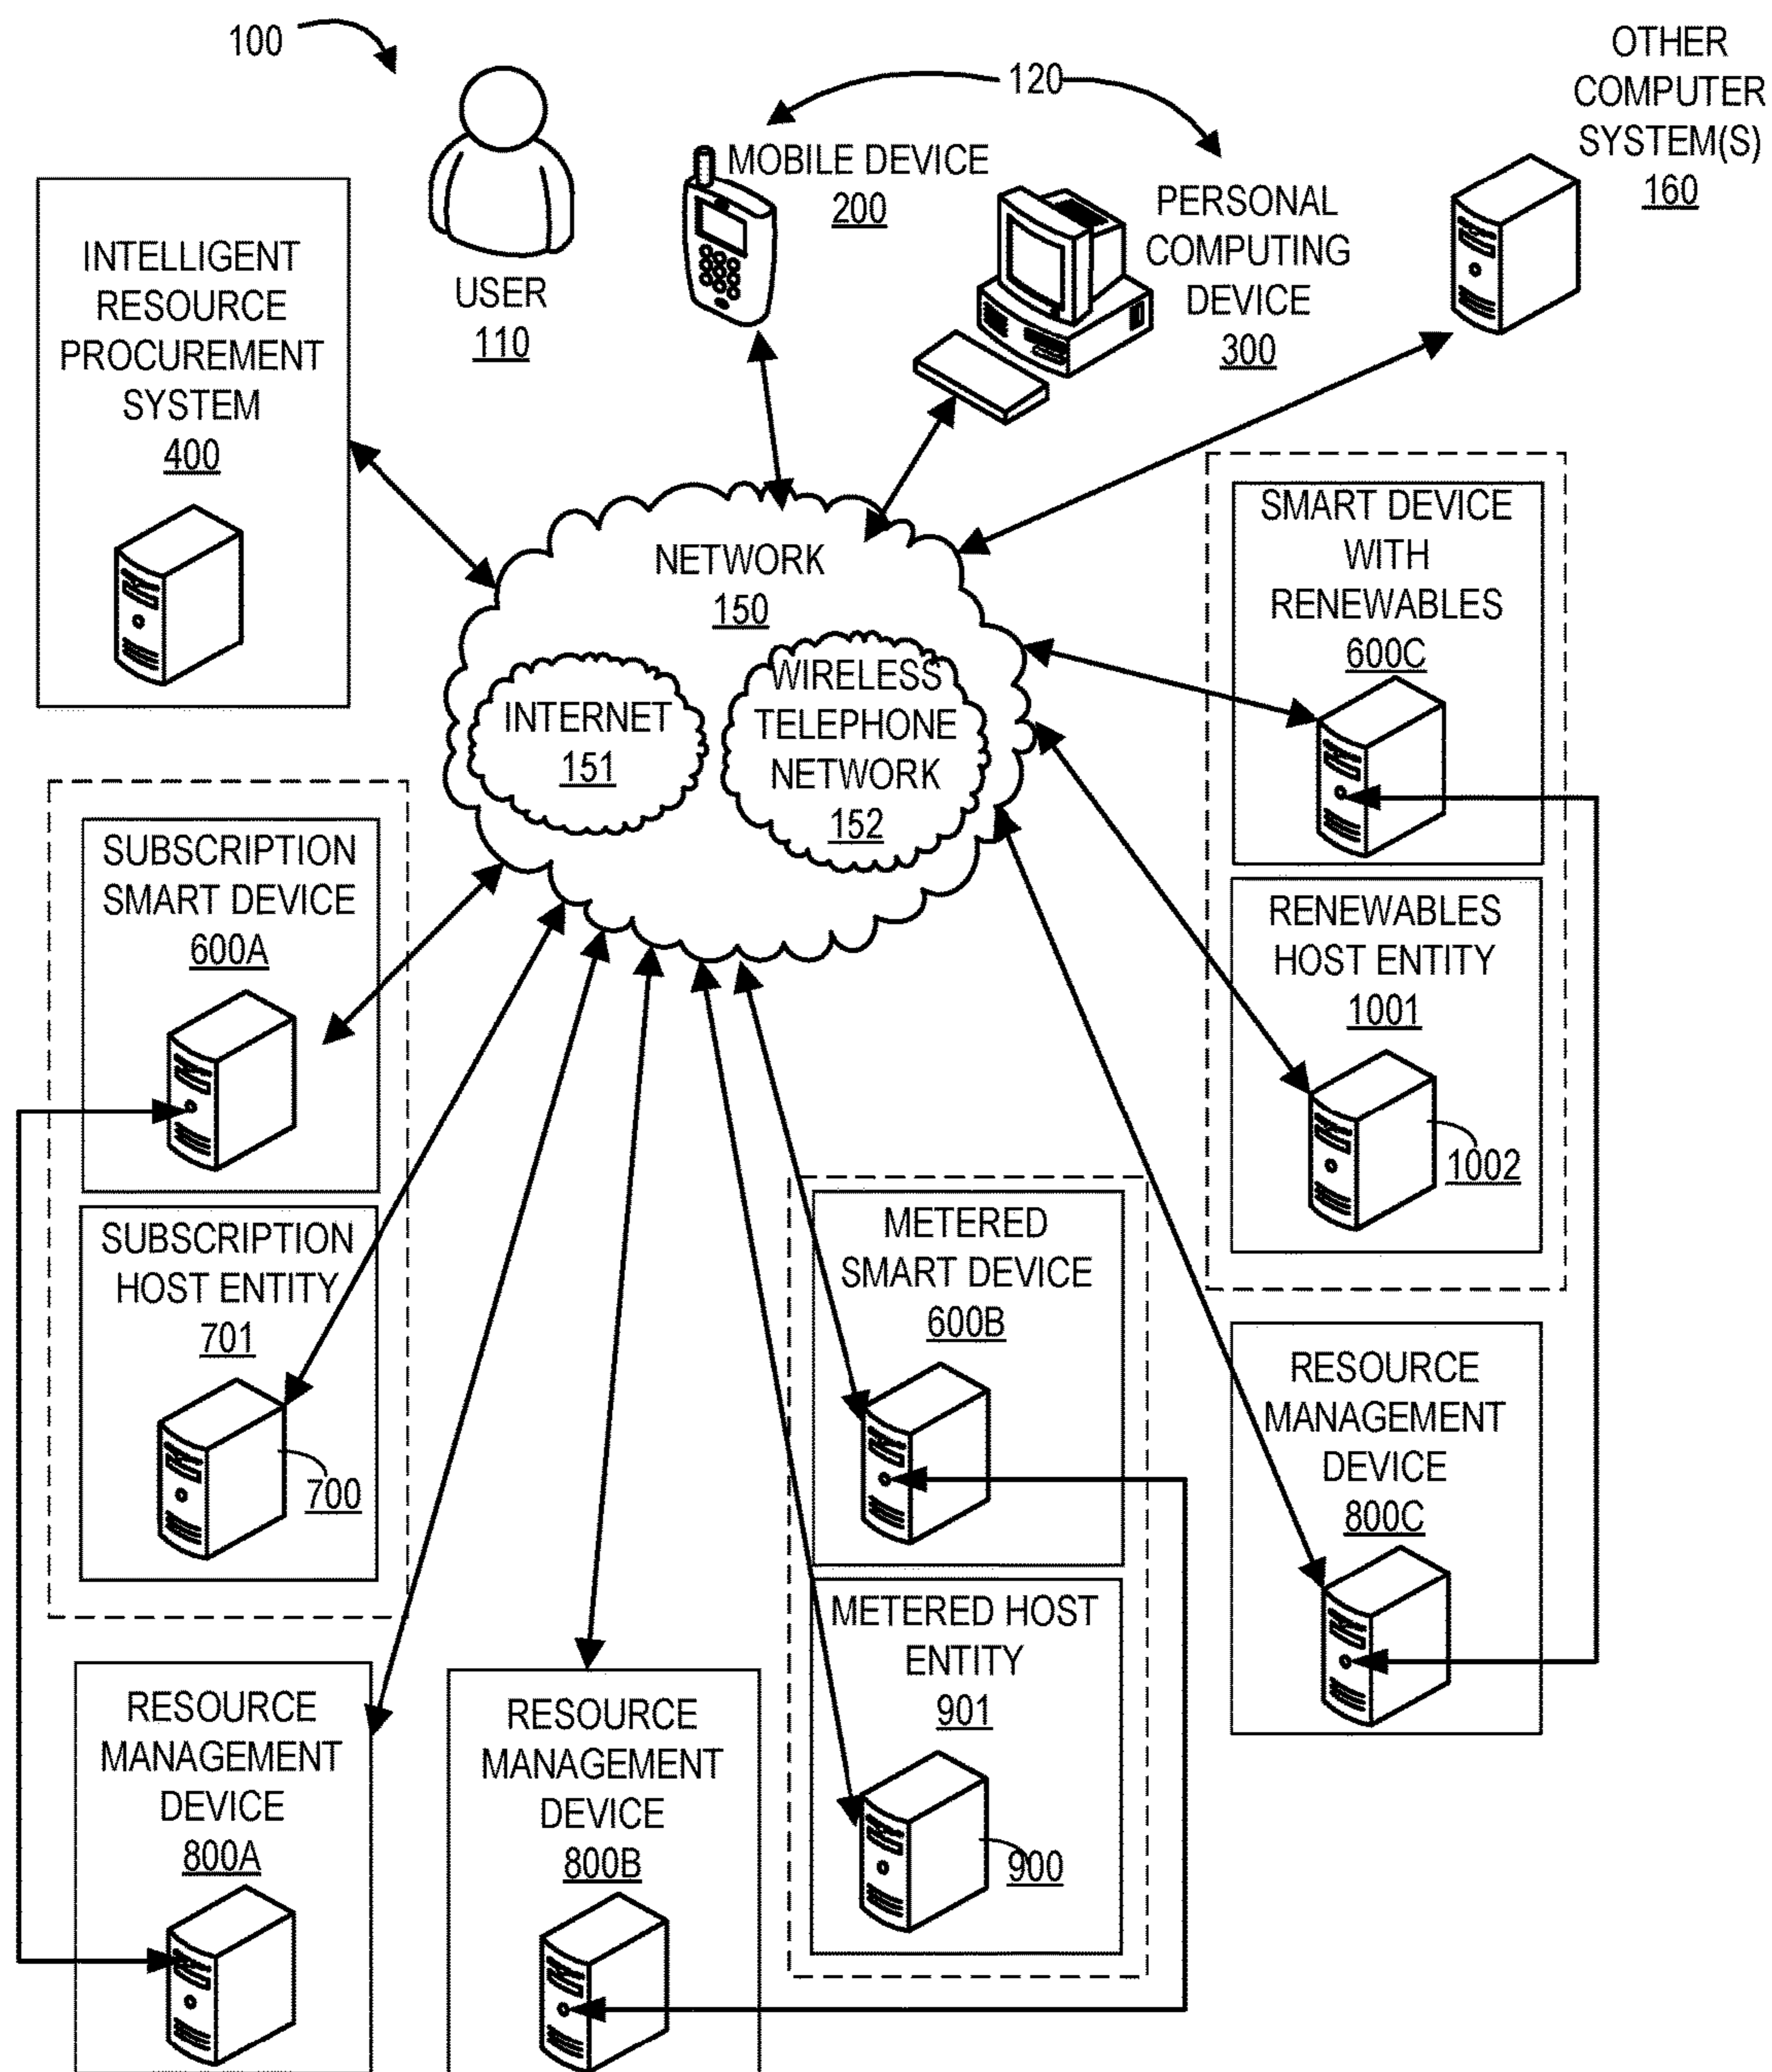 100
USER
110
120
MOBILE DEVICE
200
PERSONAL
COMPUTING
DEVICE
300
OTHER
COMPUTER
SYSTEM(S)
160
INTELLIGENT
RESOURCE
PROCUREMENT
SYSTEM
400
NETWORK
150
INTERNET
151
WIRELESS
TELEPHONE
NETWORK
152
SMART DEVICE
WITH
RENEWABLES
600C
RENEWABLES
HOST ENTITY
1001
1002
SUBSCRIPTION
SMART DEVICE
600A
SUBSCRIPTION
HOST ENTITY
701
700
METERED
SMART DEVICE
600B
METERED HOST
ENTITY
901
900
RESOURCE
MANAGEMENT
DEVICE
800C
RESOURCE
MANAGEMENT
DEVICE
800A
RESOURCE
MANAGEMENT
DEVICE
800B